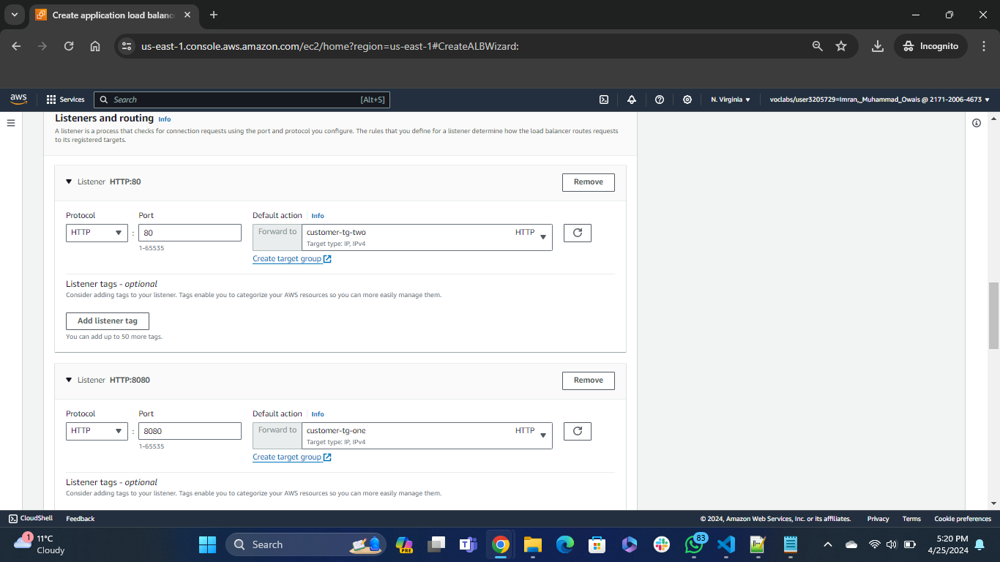 Create application load balanc
us-east-1.console.aws.amazon.com/ec2/home?region=us-east-1#CreateALBWizard:
Incognito
aws
Services
Search
[Alt+S]
N. Virginia
voclabs/user3205729=Imran,_Muhammad_Owais @ 2171-2006-4673
Listeners and routing Info
A listener is a process that checks for connection requests using the port and protocol you configure. The rules that you define for a listener determine how the load balancer routes requests
to its registered targets.
Listener HTTP:80
Remove
Protocol
Port
Default action
Info
HTTP
:
80
Forward to
customer-tg-two
HTTP
Target type: IP, IPv4
1-65535
Create target group
Listener tags - optional
Consider adding tags to your listener. Tags enable you to categorize your AWS resources so you can more easily manage them.
Add listener tag
You can add up to 50 more tags.
Listener HTTP:8080
Remove
Protocol
Port
Default action
Info
HTTP
:
8080
Forward to
customer-tg-one
HTTP
Target type: IP, IPv4
1-65535
Create target group
Listener tags - optional
Consider adding tags to your listener. Tags enable you to categorize your AWS resources so you can more easily manage them.
CloudShell
Feedback
© 2024, Amazon Web Services, Inc. or its affiliates.
Privacy
Terms
Cookie preferences
1
11°C
Cloudy
Search
PRE
83
5:20 PM
4/25/2024